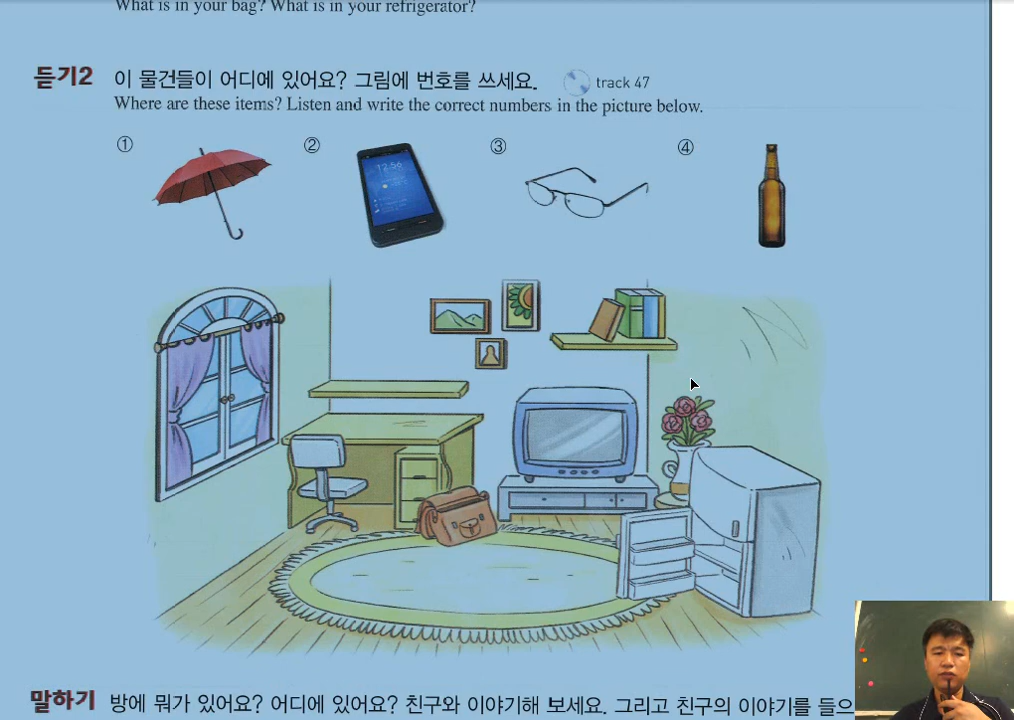 What is in your bag? What is in your refrigerator?
듣기2 이 물건들이 어디에 있어요? 그림에 번호를 쓰세요. track 47
Where are these items? Listen and write the correct numbers in the picture below.
① ② ③ ④
12:56
말하기 방에 뭐가 있어요? 어디에 있어요? 친구와 이야기해 보세요. 그리고 친구의 이야기를 들으